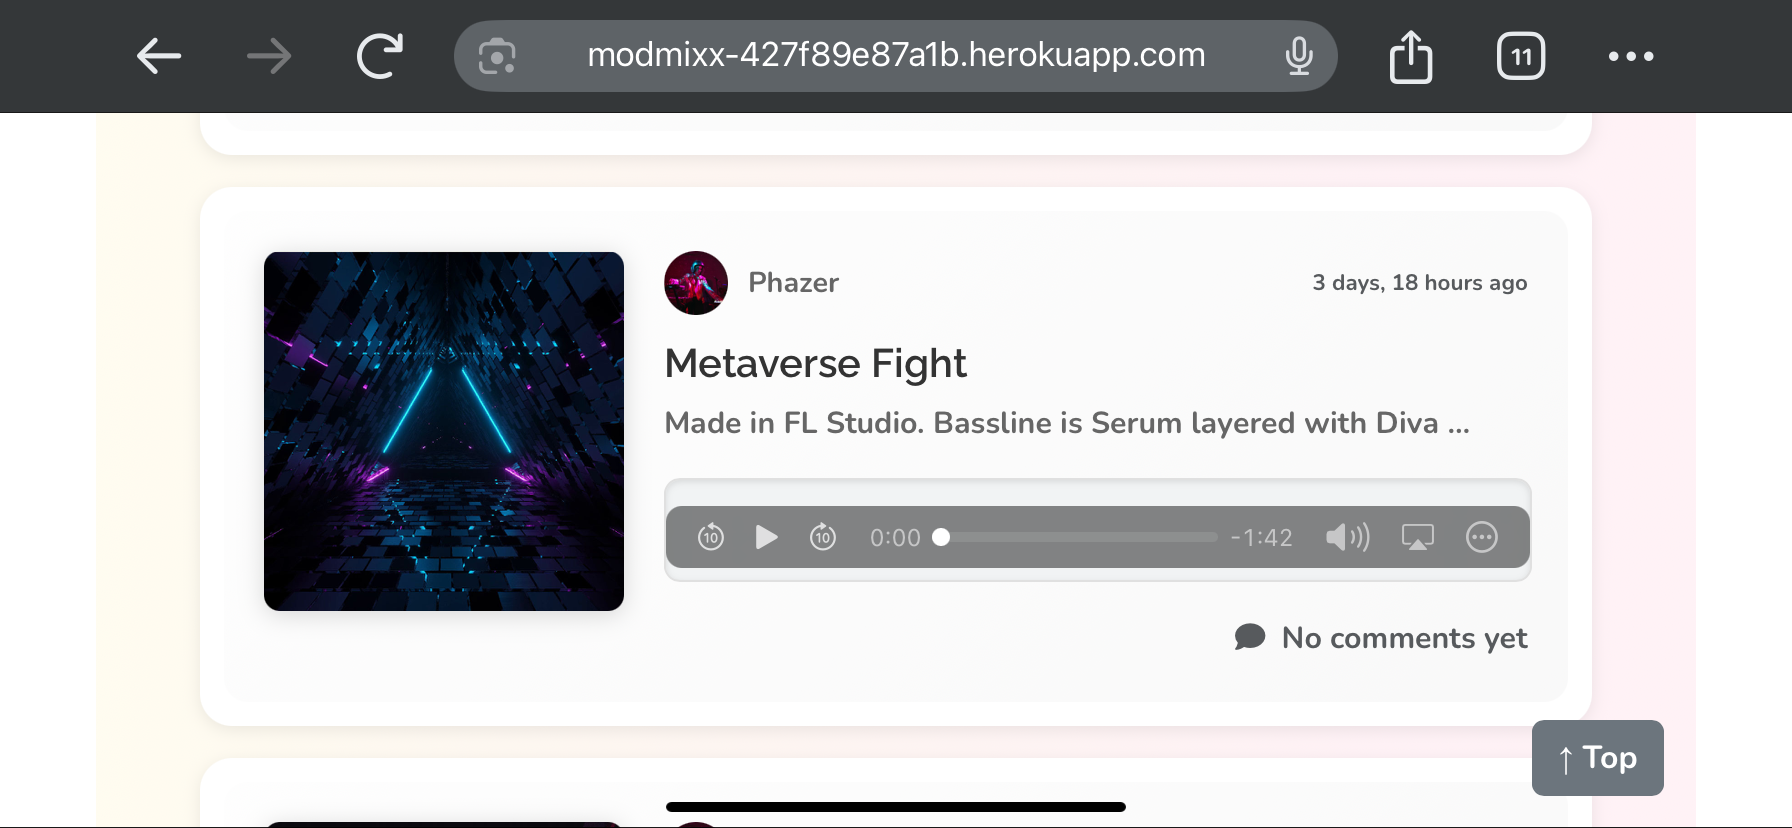 modmixx-427f89e87a1b.herokuapp.com
11
Phazer
3 days, 18 hours ago
Metaverse Fight
Made in FL Studio. Bassline is Serum layered with Diva ...
10
10
0:00
-1:42
No comments yet
↑ Top